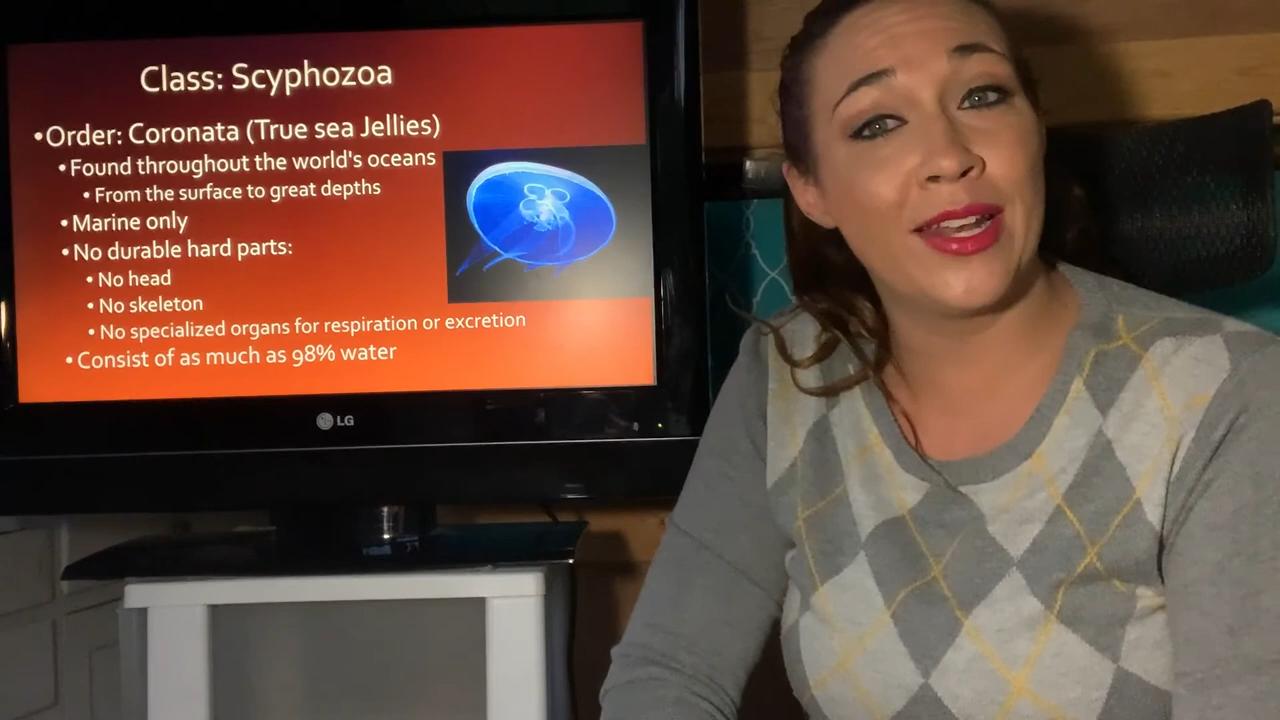 Class: Scyphozoa
•Order: Coronata (True sea Jellies)
•Found throughout the world's oceans
•From the surface to great depths
•Marine only
•No durable hard parts:
•No head
•No skeleton
•No specialized organs for respiration or excretion
•Consist of as much as 98% water
LG